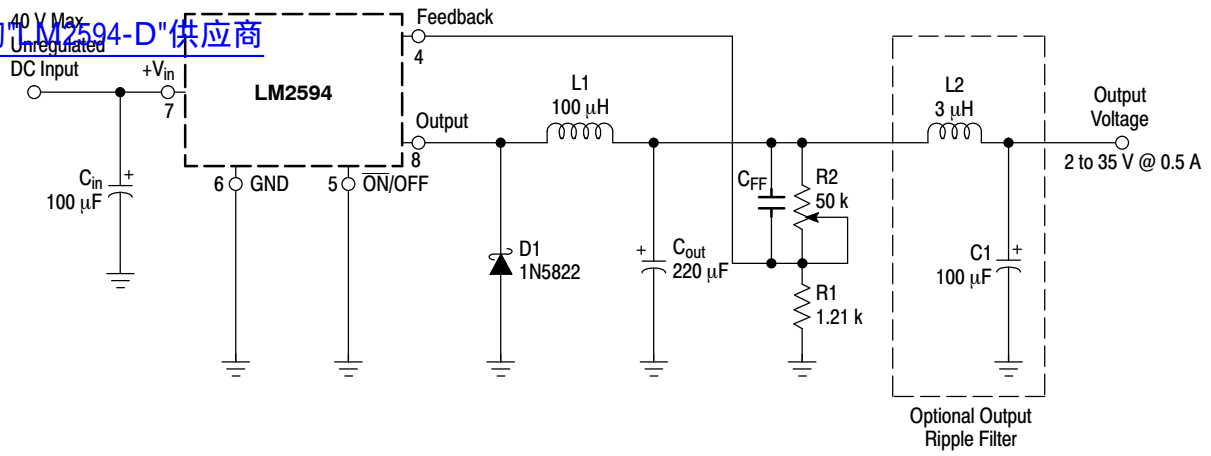 40 V Max
Unregulated
DC Input
"LM2594-D"供应商
+Vin
7
LM2594
Feedback
4
Output
8
6
GND
5
ON/OFF
Cin
100 μF
+
L1
100 μH
D1
1N5822
+
Cout
220 μF
CFF
R2
50 k
R1
1.21 k
L2
3 μH
C1
100 μF
+
Output
Voltage
2 to 35 V @ 0.5 A
Optional Output
Ripple Filter